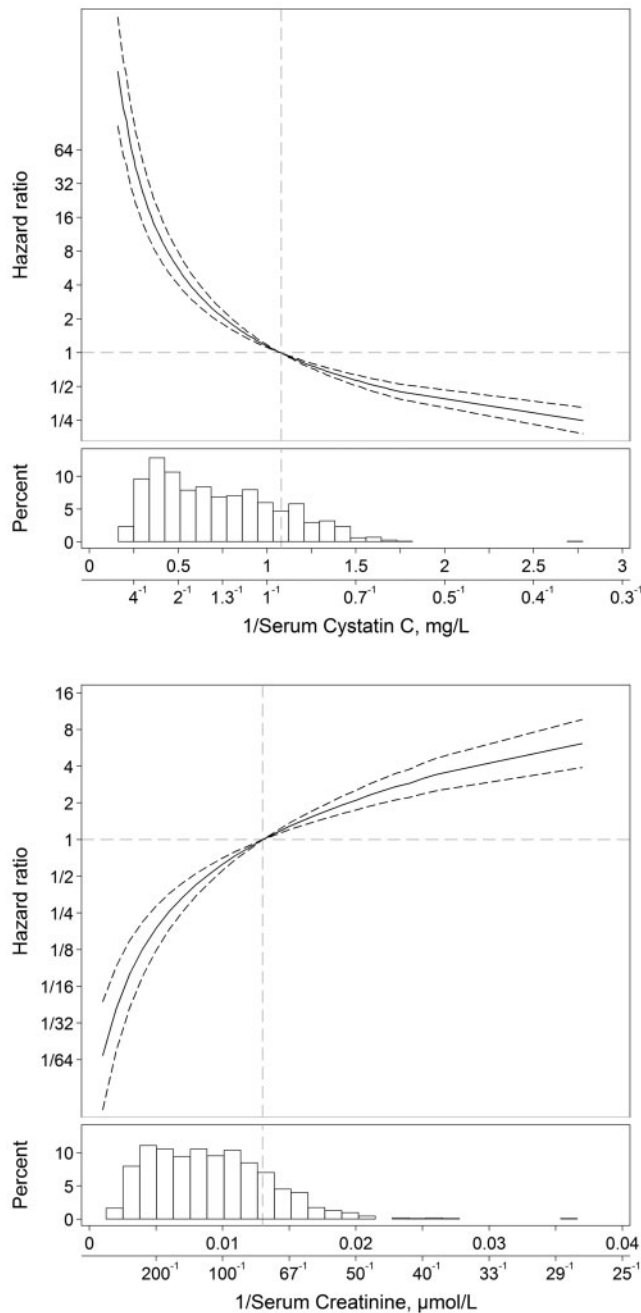 Hazard ratio
64
32
16
8
4
2
1
1/2
1/4
Percent
10
5
0
0 0.5 1 1.5 2 2.5 3
4⁻¹ 2⁻¹ 1.3⁻¹ 1⁻¹ 0.7⁻¹ 0.5⁻¹ 0.4⁻¹ 0.3⁻¹
1/Serum Cystatin C, mg/L
Hazard ratio
16
8
4
2
1
1/2
1/4
1/8
1/16
1/32
1/64
Percent
10
5
0
0 0.01 0.02 0.03 0.04
200⁻¹ 100⁻¹ 67⁻¹ 50⁻¹ 40⁻¹ 33⁻¹ 29⁻¹ 25⁻¹
1/Serum Creatinine, μmol/L